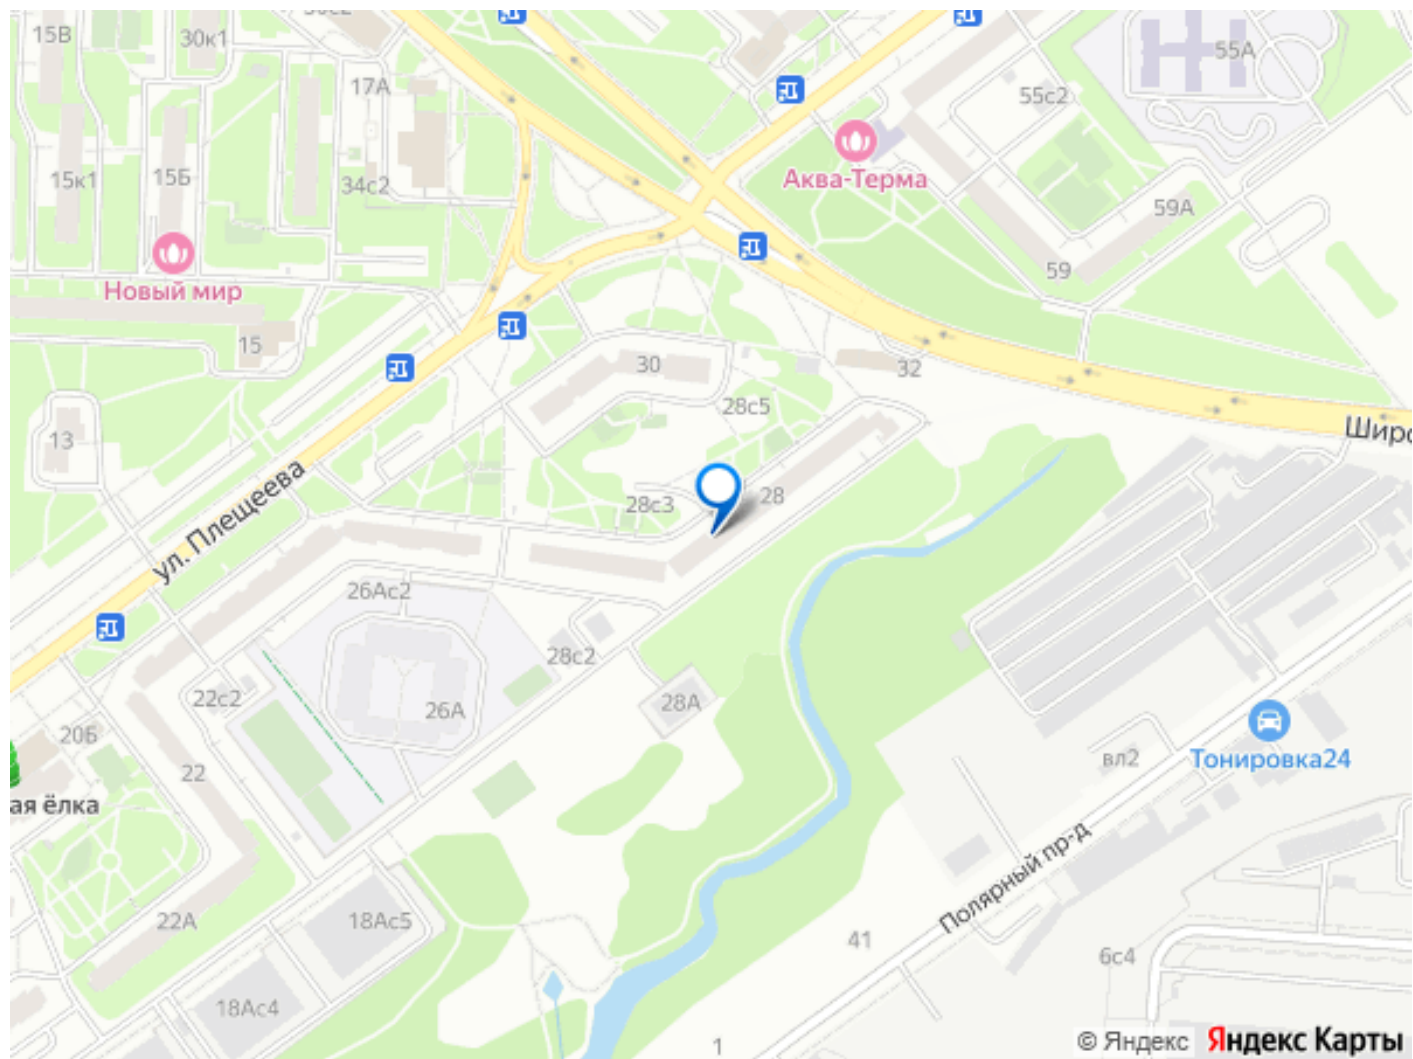 15В
30к1
30с2
17А
55А
55с2
15к1
15Б
34с2
Аква-Терма
59А
59
Новый мир
15
30
32
28с5
13
Широ
ул. Плещеева
28с3
28
26Ас2
28с2
22с2
26А
28А
20Б
22
вл2
Тонировка24
ая ёлка
Полярный пр-д
22А
18Ас5
41
6с4
18Ас4
1
© Яндекс Яндекс Карты